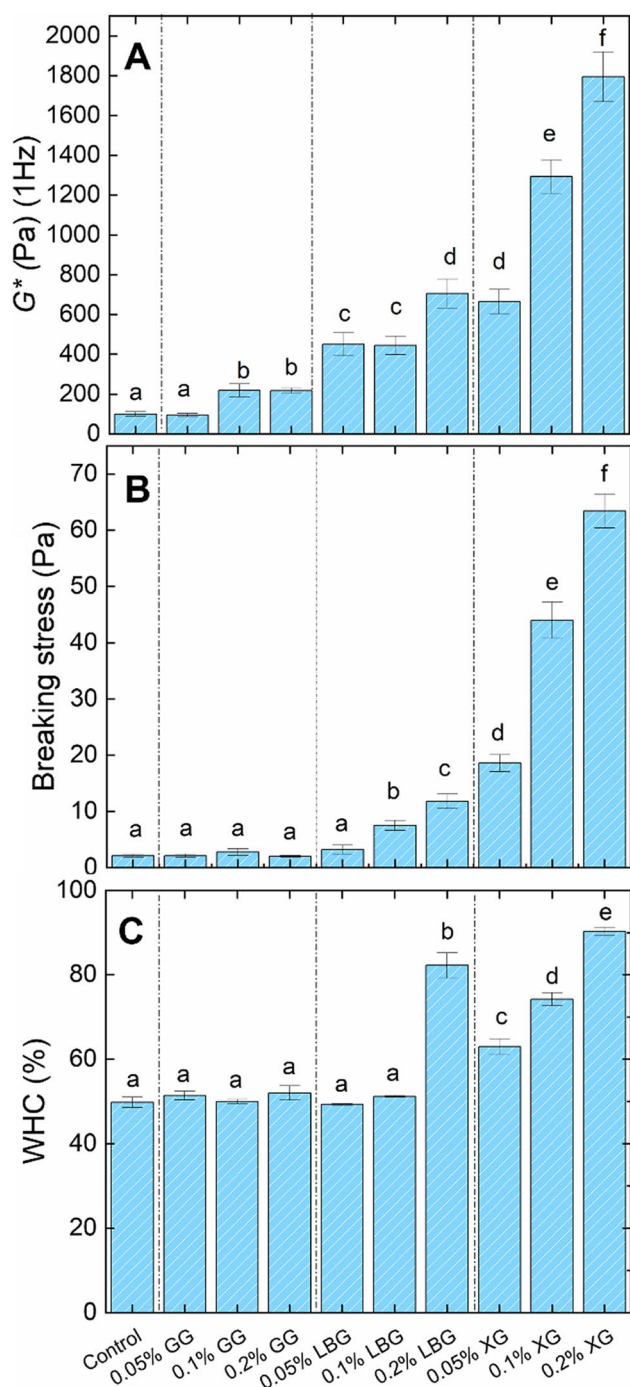 A
G* (Pa) (1Hz)
2000
1800
1600
1400
1200
1000
800
600
400
200
0
a a b b c c d d e f
B
Breaking stress (Pa)
70
60
50
40
30
20
10
0
a a a a a b c d e f
C
WHC (%)
100
80
60
40
20
0
a a a a a a b c d e
Control
0.05% GG
0.1% GG
0.2% GG
0.05% LBG
0.1% LBG
0.2% LBG
0.05% XG
0.1% XG
0.2% XG